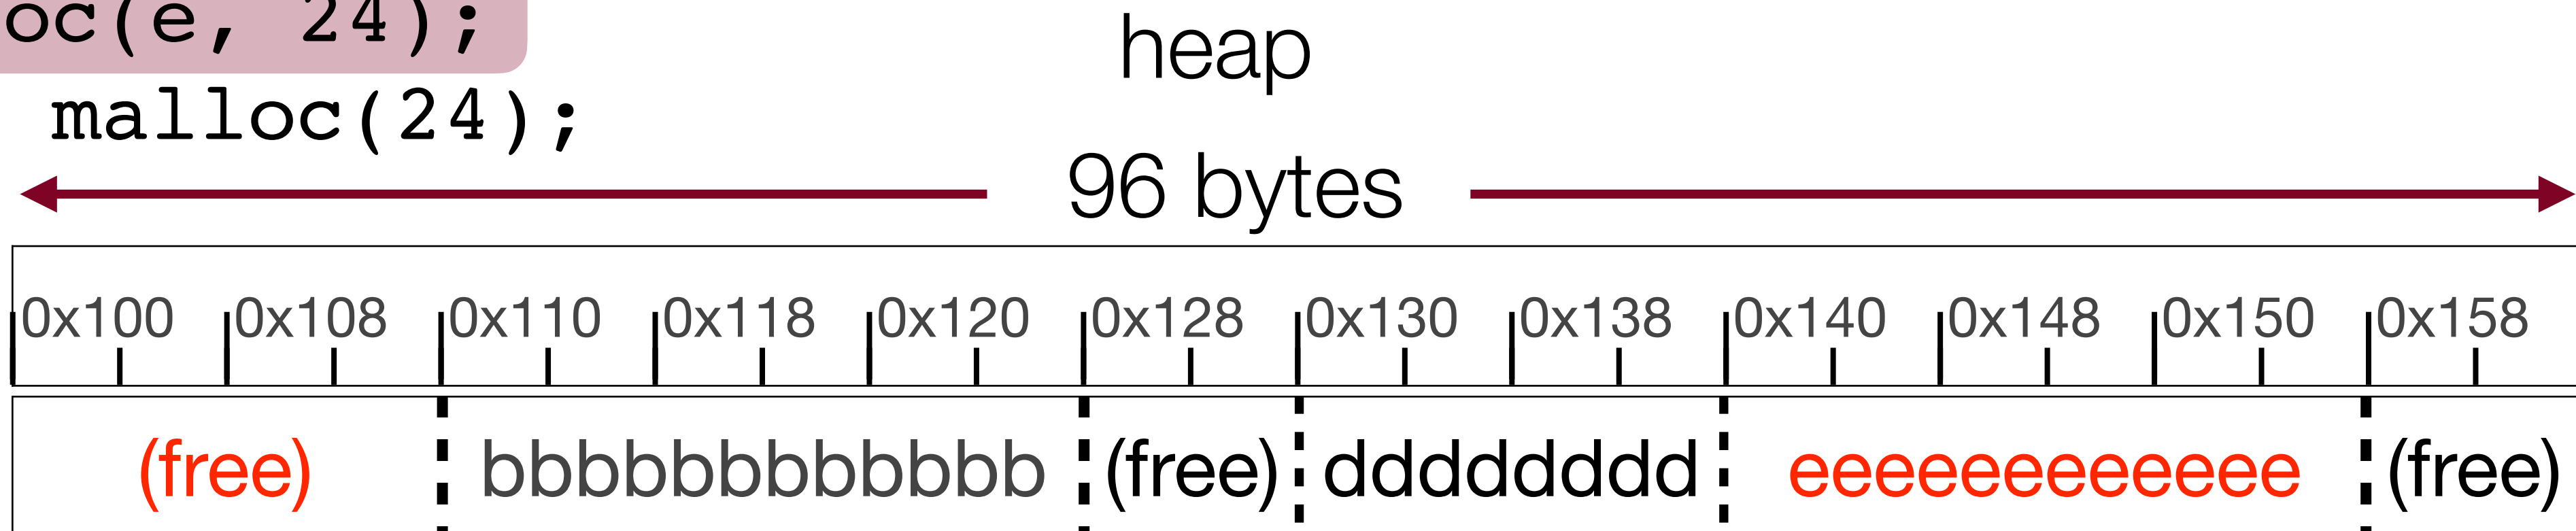 oc(e, 24);
malloc(24);
heap
96 bytes
0x100 0x108 0x110 0x118 0x120 0x128 0x130 0x138 0x140 0x148 0x150 0x158
(free) bbbbbbbbbbbb (free) dddddddd eeeeeeeeeeee (free)